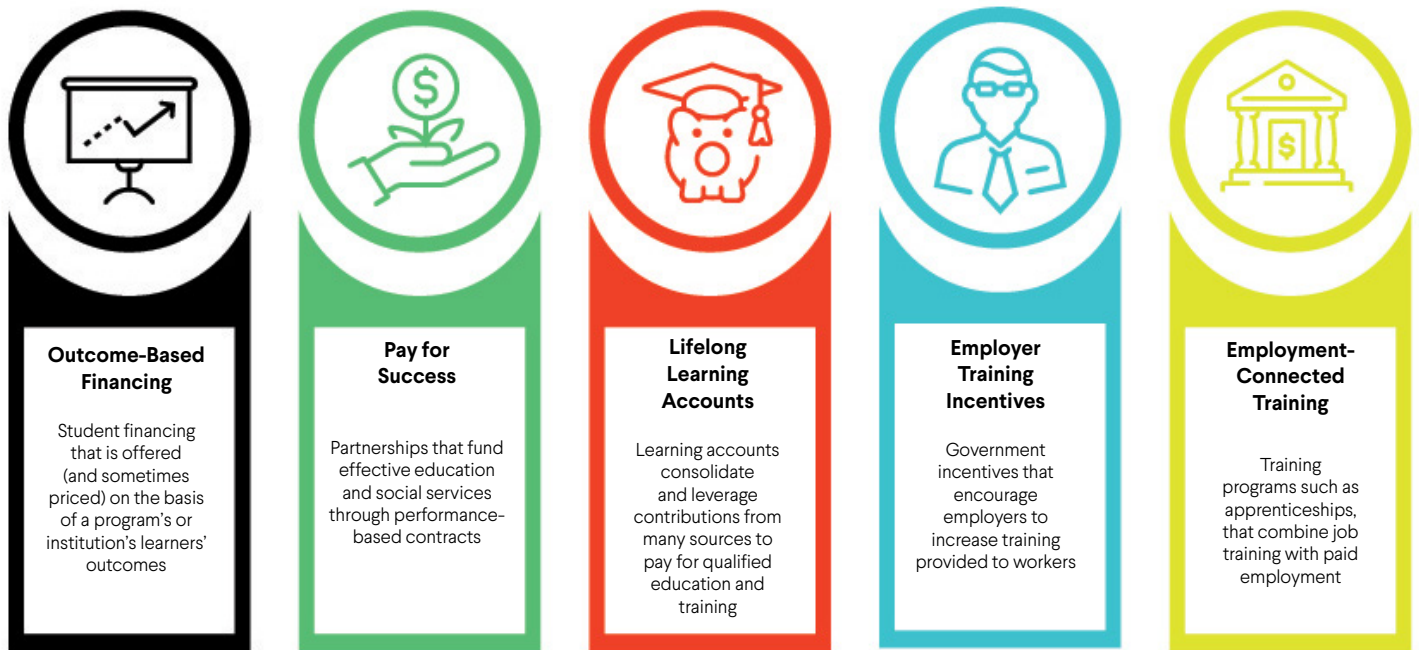 Outcome-Based
Financing
Student financing
that is offered
(and sometimes
priced) on the basis
of a program's or
institution's learners'
outcomes
Pay for
Success
Partnerships that fund
effective education
and social services
through performance-
based contracts
Lifelong
Learning
Accounts
Learning accounts
consolidate
and leverage
contributions from
many sources to
pay for qualified
education and
training
Employer
Training
Incentives
Government
incentives that
encourage
employers to
increase training
provided to workers
Employment-
Connected
Training
Training
programs such as
apprenticeships,
that combine job
training with paid
employment